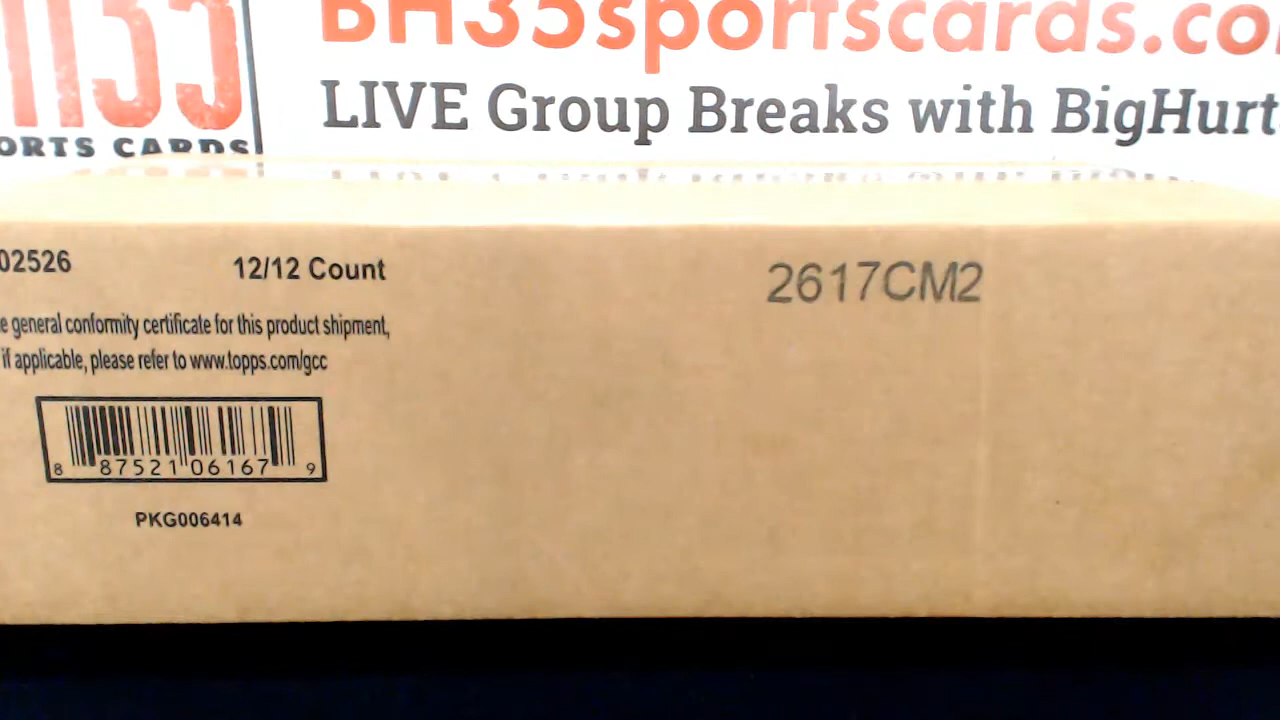 BH35sportscards.co
LIVE Group Breaks with BigHurt
H35
ORTS CARDS
02526
12/12 Count
2617CM2
e general conformity certificate for this product shipment,
if applicable, please refer to www.topps.com/gcc
8 87521 06167 9
PKG006414